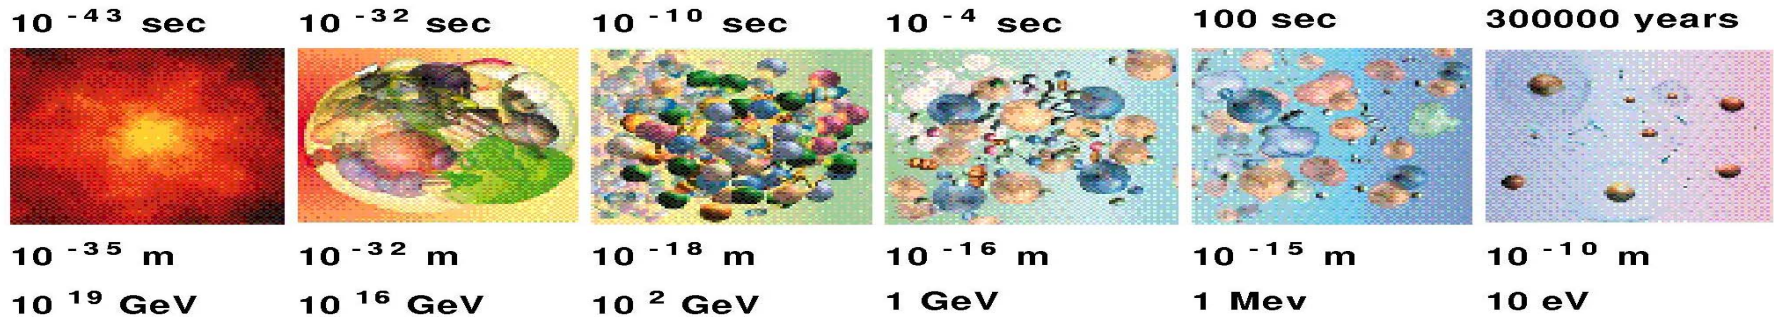 10 -43 sec 10 -32 sec 10 -10 sec 10 -4 sec 100 sec 300000 years
10 -35 m 10 -32 m 10 -18 m 10 -16 m 10 -15 m 10 -10 m
10 19 GeV 10 16 GeV 10 2 GeV 1 GeV 1 Mev 10 eV